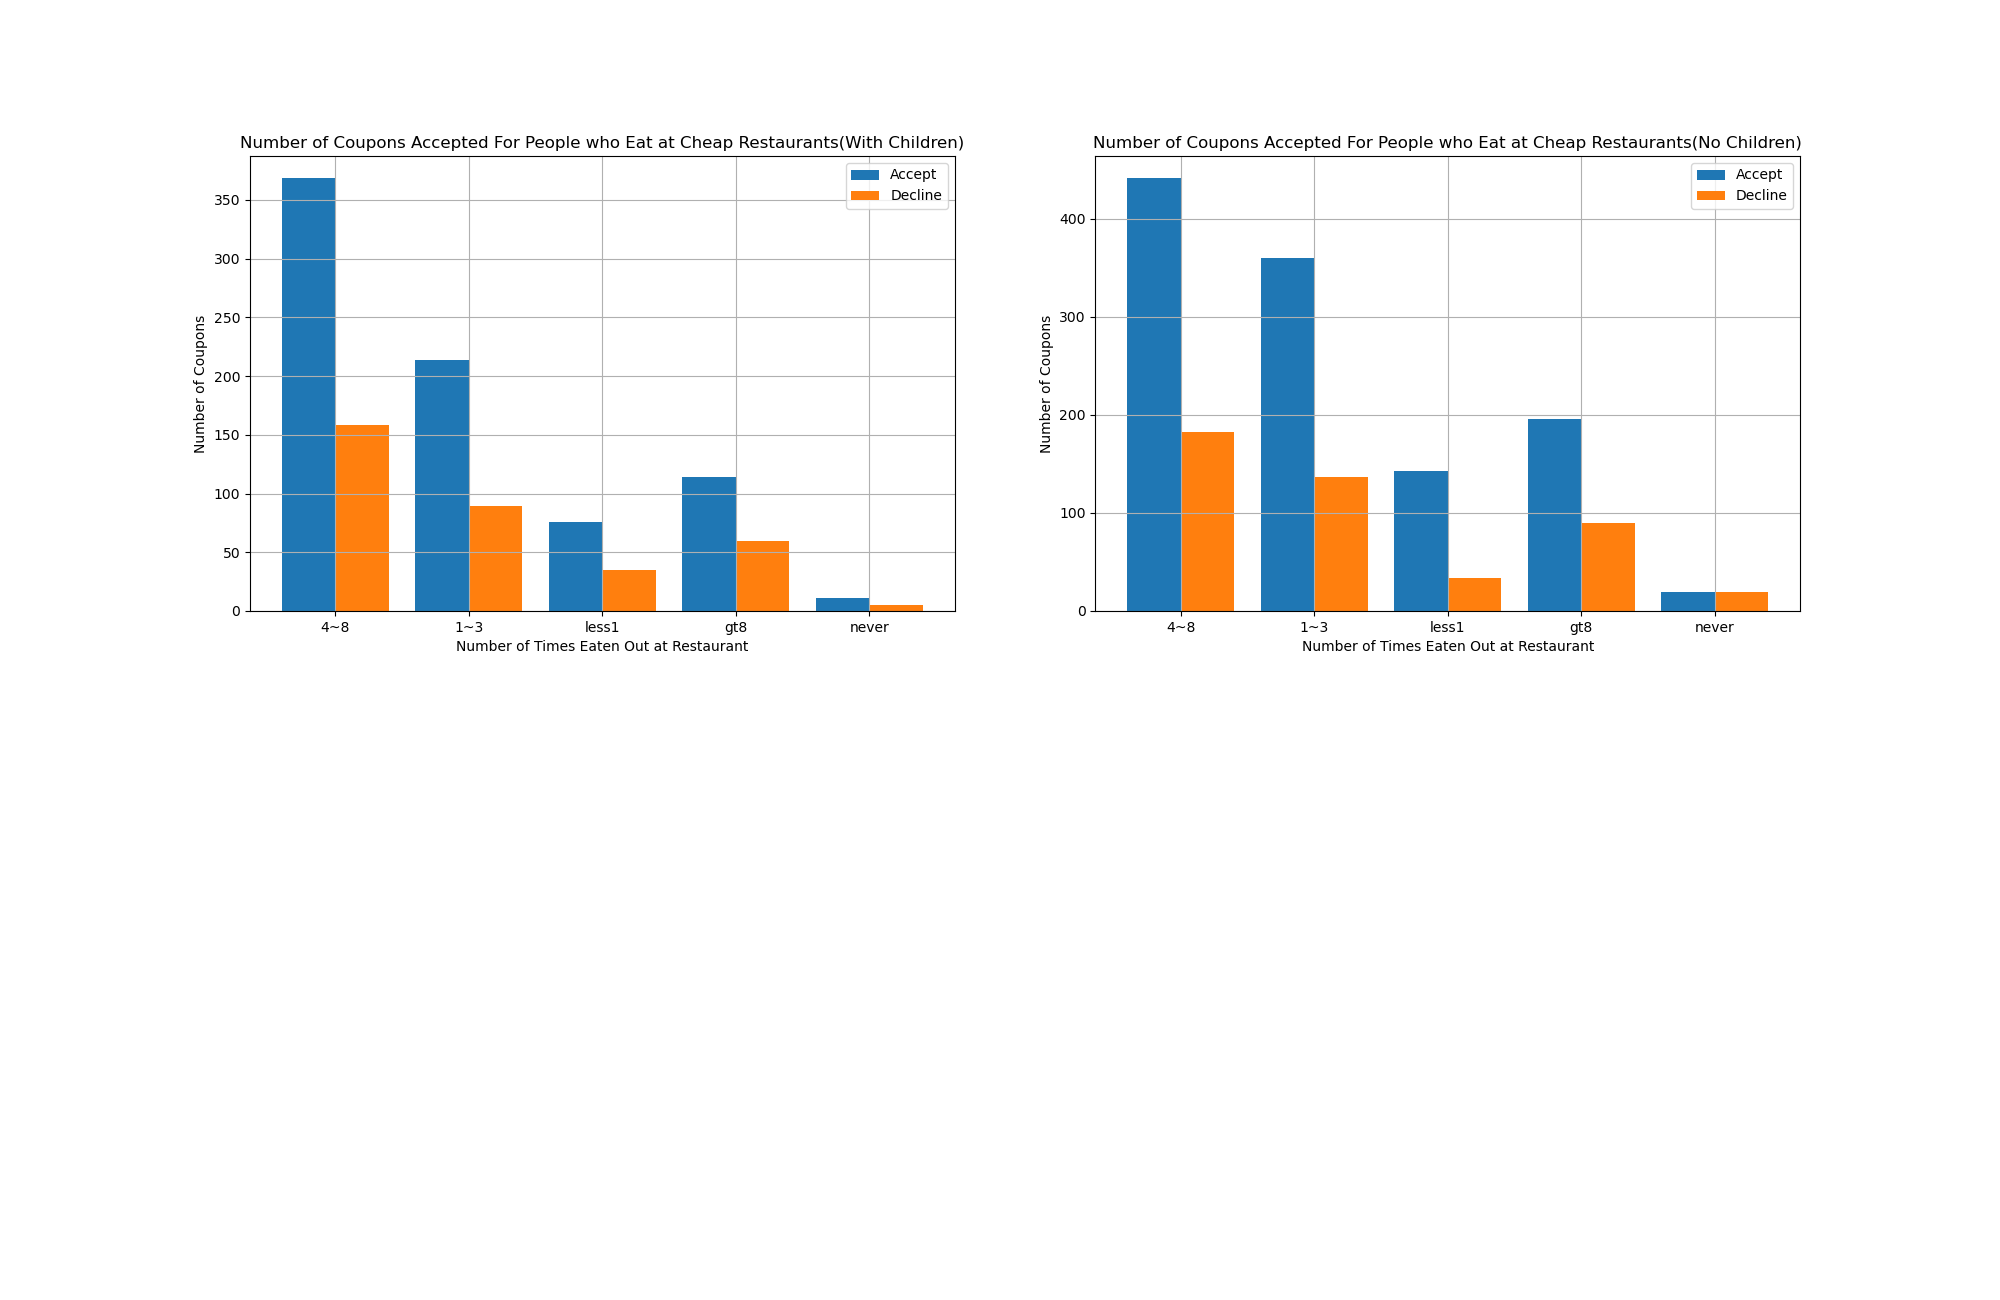 Number of Coupons Accepted For People who Eat at Cheap Restaurants(With Children)
Accept
Decline
Number of Coupons
350
300
250
200
150
100
50
0
4~8 1~3 less1 gt8 never
Number of Times Eaten Out at Restaurant
Number of Coupons Accepted For People who Eat at Cheap Restaurants(No Children)
Accept
Decline
Number of Coupons
400
300
200
100
0
4~8 1~3 less1 gt8 never
Number of Times Eaten Out at Restaurant